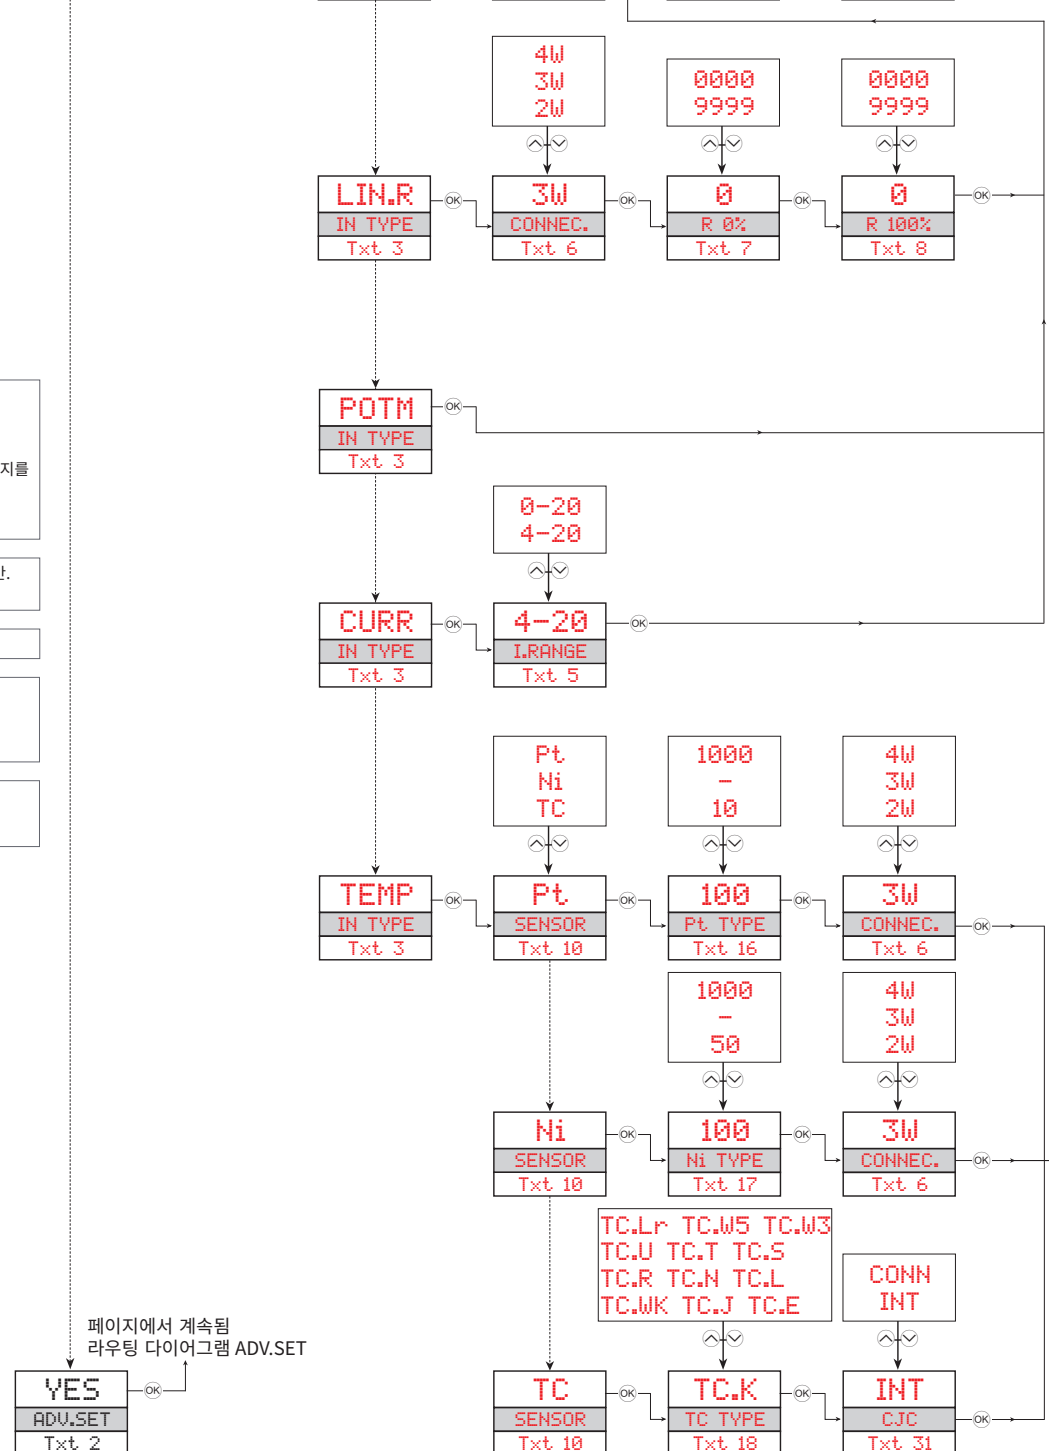 4W
3W
2W
0000
9999
0000
9999
LIN.R
IN TYPE
Txt 3
OK
3W
CONNEC.
Txt 6
OK
0
R 0%
Txt 7
OK
0
R 100%
Txt 8
OK
POTM
IN TYPE
Txt 3
OK
지를
0-20
4-20
CURR
IN TYPE
Txt 3
OK
4-20
I.RANGE
Txt 5
OK
Pt
Ni
TC
1000
-
10
4W
3W
2W
TEMP
IN TYPE
Txt 3
OK
Pt
SENSOR
Txt 10
OK
100
Pt TYPE
Txt 16
OK
3W
CONNEC.
Txt 6
OK
1000
-
50
4W
3W
2W
Ni
SENSOR
Txt 10
OK
100
Ni TYPE
Txt 17
OK
3W
CONNEC.
Txt 6
OK
TC.Lr TC.W5 TC.W3
TC.U TC.T TC.S
TC.R TC.N TC.L
TC.WK TC.J TC.E
CONN
INT
페이지에서 계속됨
라우팅 다이어그램 ADV.SET
YES
ADV.SET
Txt 2
OK
TC
SENSOR
Txt 10
OK
TC.K
TC TYPE
Txt 18
OK
INT
CJC
Txt 31
OK